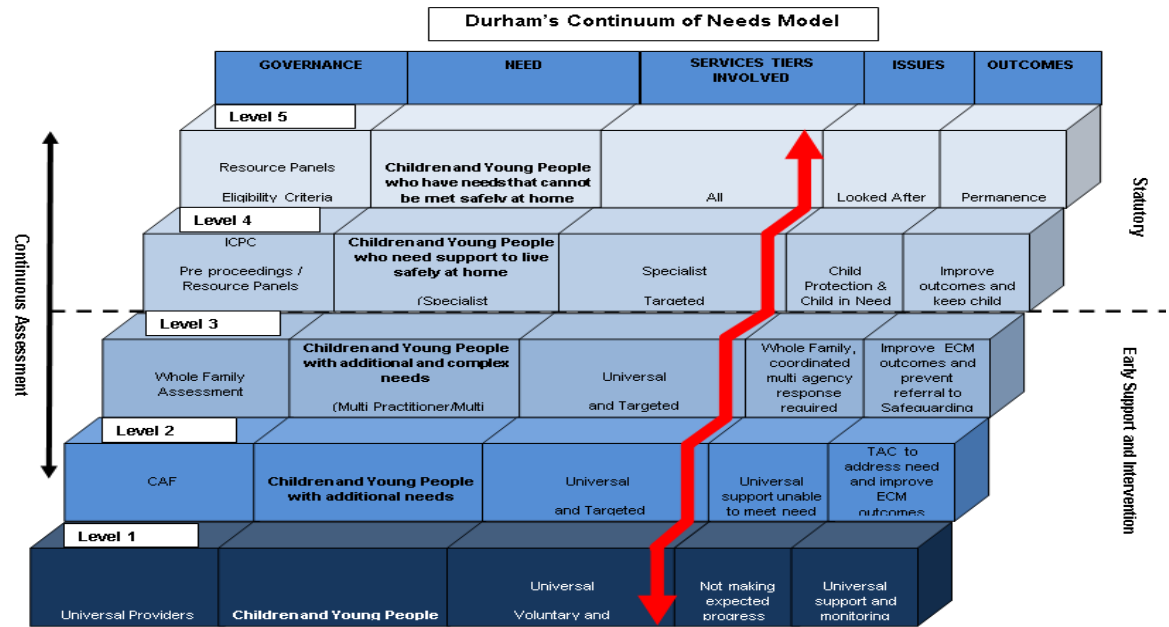 Durham's Continuum of Needs Model
GOVERNANCE
NEED
SERVICES TIERS
INVOLVED
ISSUES
OUTCOMES
Level 5
Resource Panels
Eligibility Criteria
Children and Young People
who have needs that cannot
be met safely at home
All
Looked After
Permanence
Level 4
ICPC
Pre proceedings /
Resource Panels
Children and Young People
who need support to live
safely at home
(Specialist
Specialist
Targeted
Child
Protection &
Child in Need
Improve
outcomes and
keep child
Level 3
Whole Family
Assessment
Children and Young People
with additional and complex
needs
(Multi Practitioner/Multi
Universal
and Targeted
Whole Family,
coordinated
multi agency
response
required
Improve ECM
outcomes and
prevent
referral to
Safeguarding
Level 2
CAF
Children and Young People
with additional needs
Universal
and Targeted
Universal
support unable
to meet need
TAC to
address need
and improve
ECM
outcomes
Level 1
Universal Providers
Children and Young People
Universal
Voluntary and
Not making
expected
progress
Universal
support and
monitoring
Continuous Assessment
Statutory
Early Support and Intervention